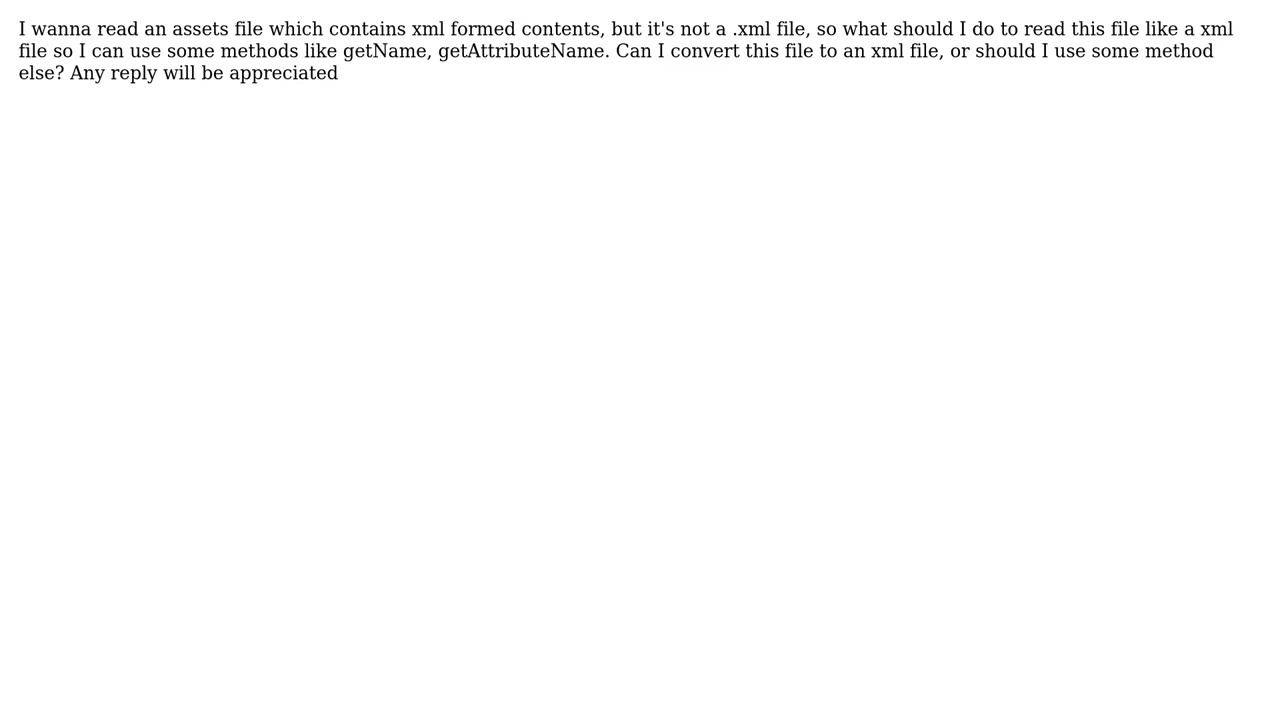 I wanna read an assets file which contains xml formed contents, but it's not a .xml file, so what should I do to read this file like a xml
file so I can use some methods like getName, getAttributeName. Can I convert this file to an xml file, or should I use some method
else? Any reply will be appreciated